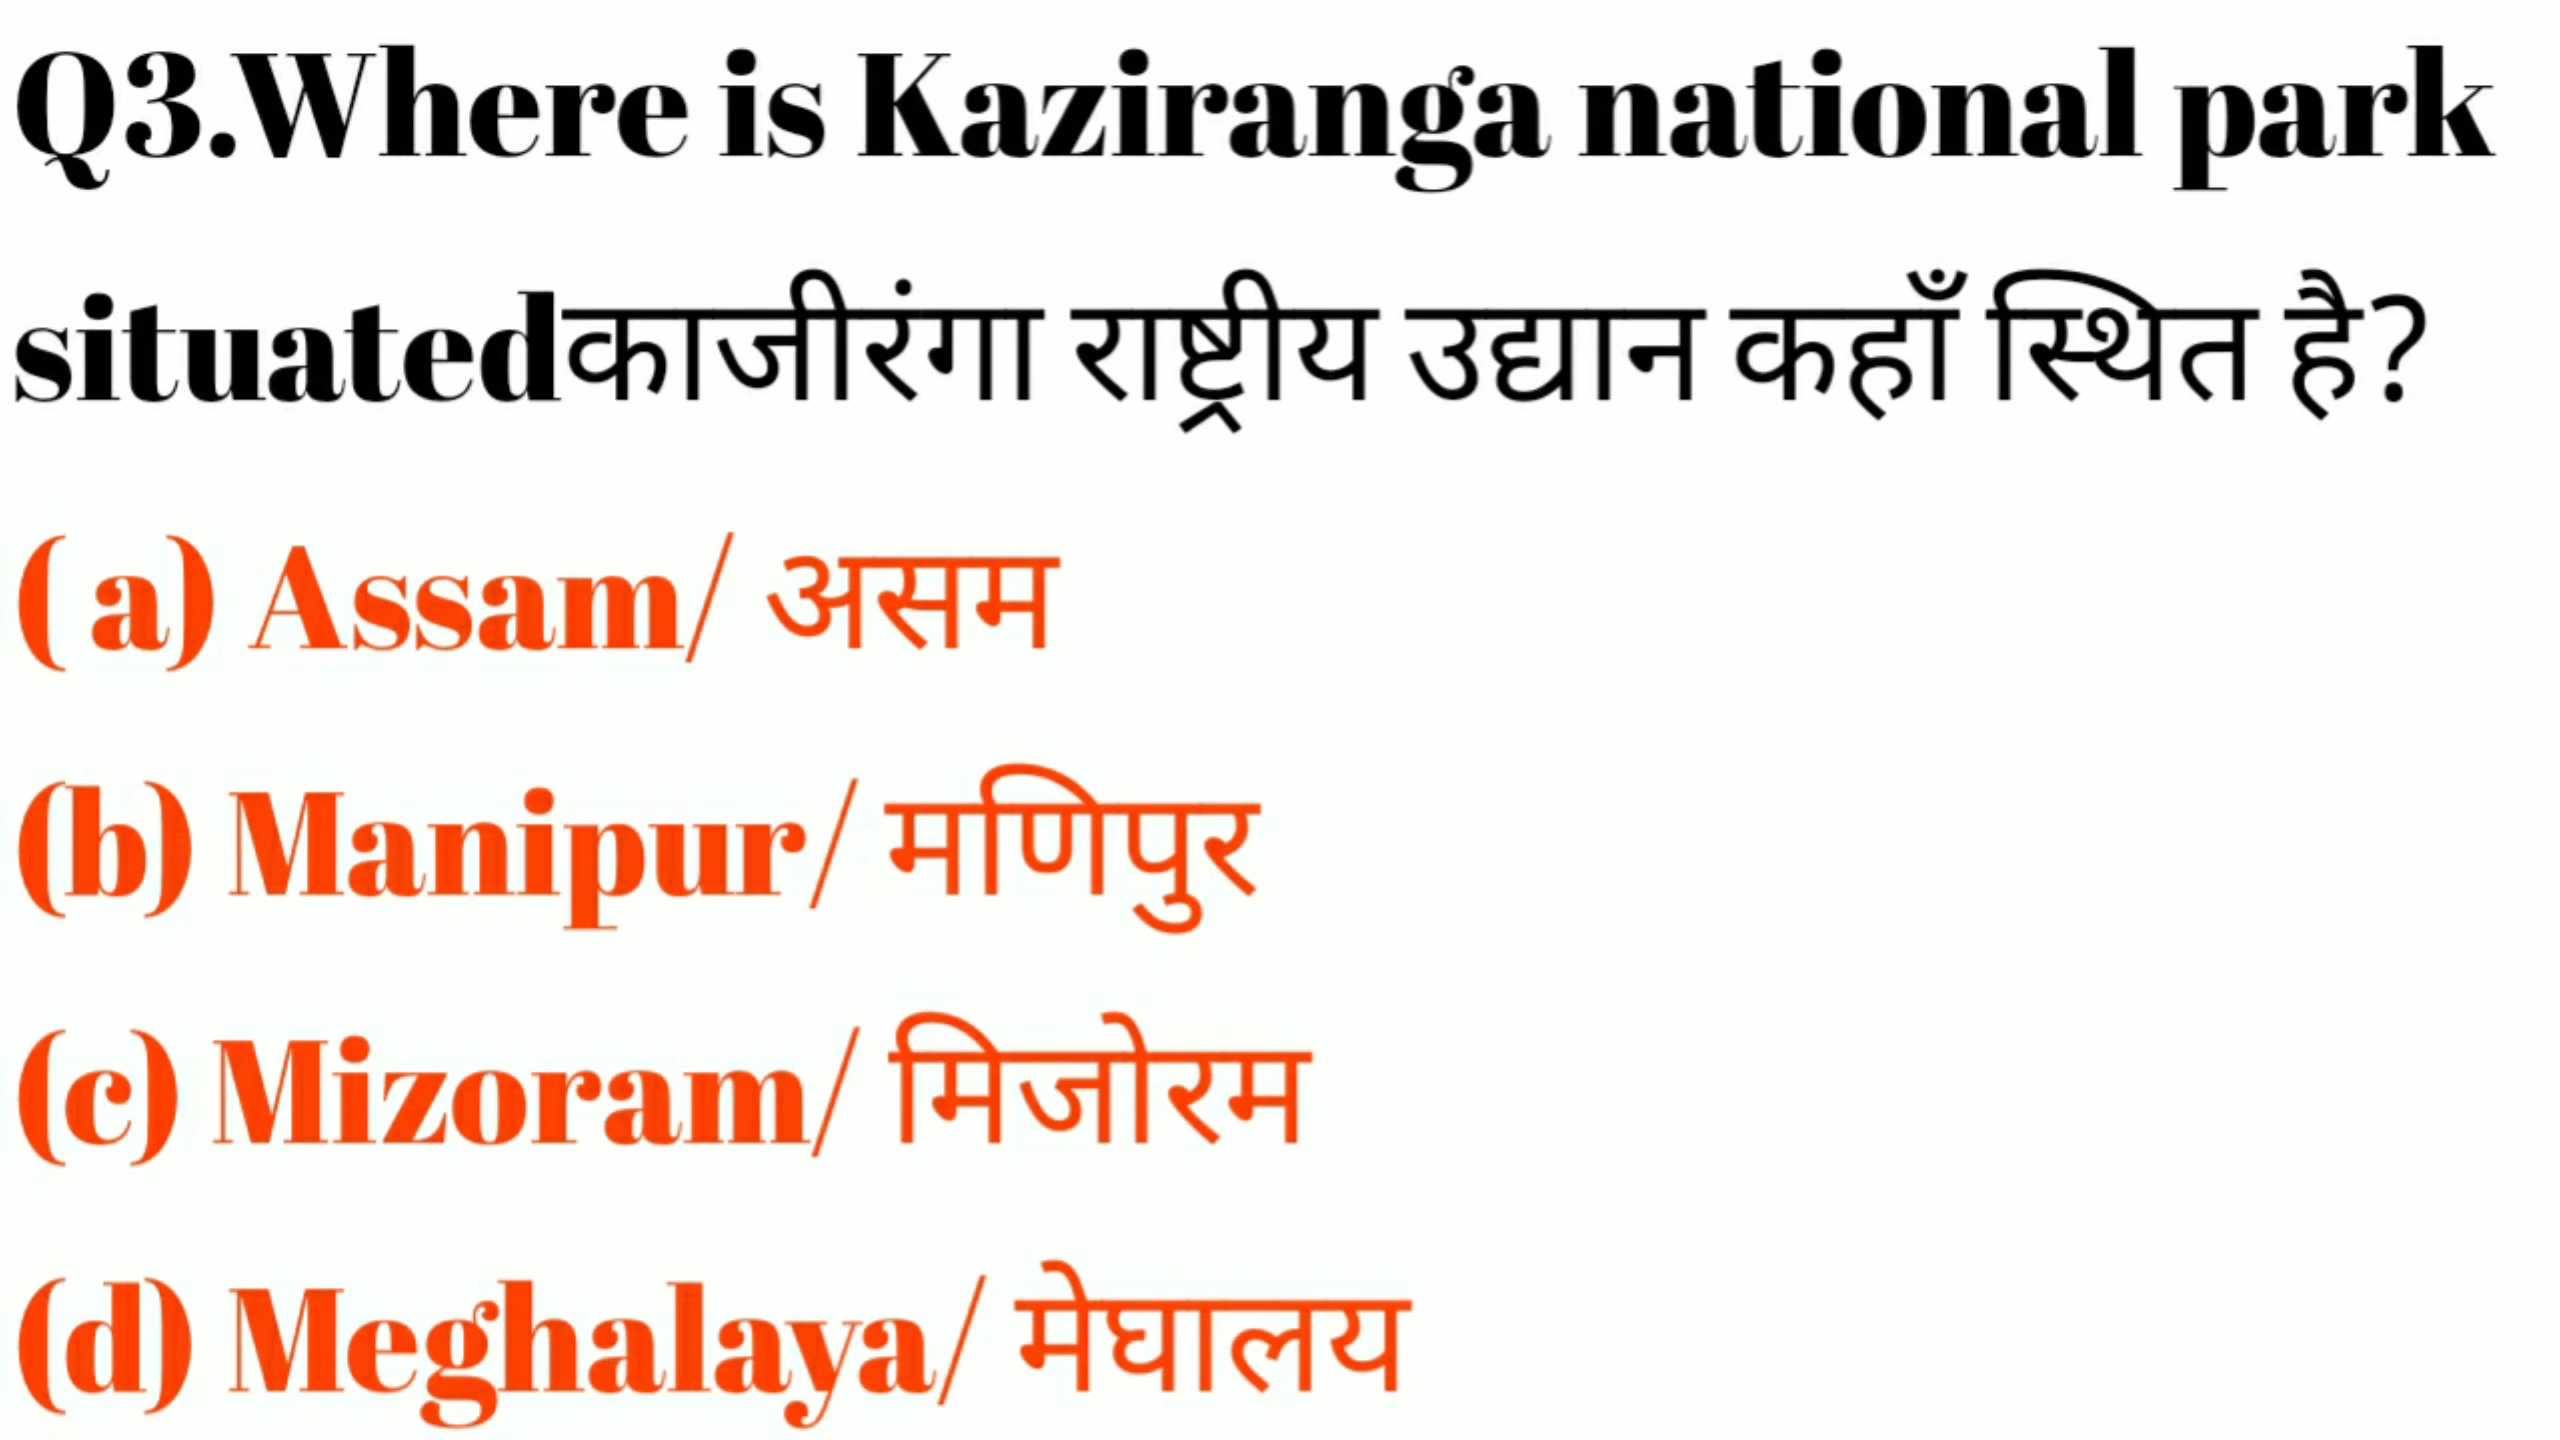 Q3.Where is Kaziranga national park
situatedकाजीरंगा राष्ट्रीय उद्यान कहाँ स्थित है?
( a) Assam/ असम
(b) Manipur/ मणिपुर
(c) Mizoram/ मिजोरम
(d) Meghalaya/ मेघालय